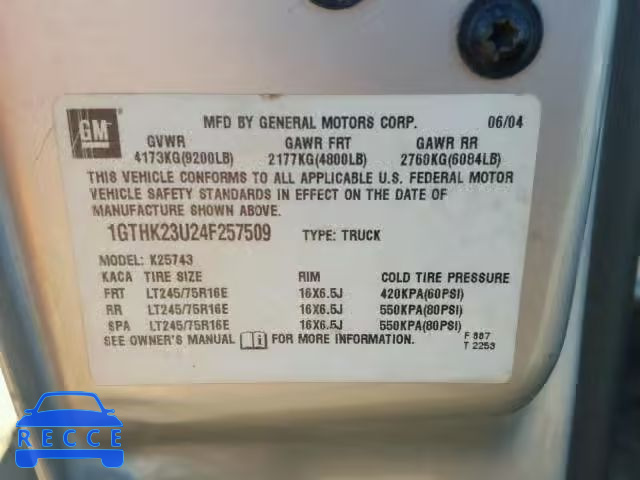 GM
MFD BY GENERAL MOTORS CORP. 06/04
GVWR GAWR FRT GAWR RR
4173KG(9200LB) 2177KG(4800LB) 2760KG(6084LB)
THIS VEHICLE CONFORMS TO ALL APPLICABLE U.S. FEDERAL MOTOR
VEHICLE SAFETY STANDARDS IN EFFECT ON THE DATE OF
MANUFACTURE SHOWN ABOVE.
1GTHK23U24F257509 TYPE: TRUCK
MODEL: K25743
KACA TIRE SIZE RIM COLD TIRE PRESSURE
FRT LT245/75R16E 16X6.5J 420KPA(60PSI)
RR LT245/75R16E 16X6.5J 550KPA(80PSI)
SPA LT245/75R16E 16X6.5J 550KPA(80PSI)
SEE OWNER'S MANUAL i FOR MORE INFORMATION.
F 887
T 2253
RECCE